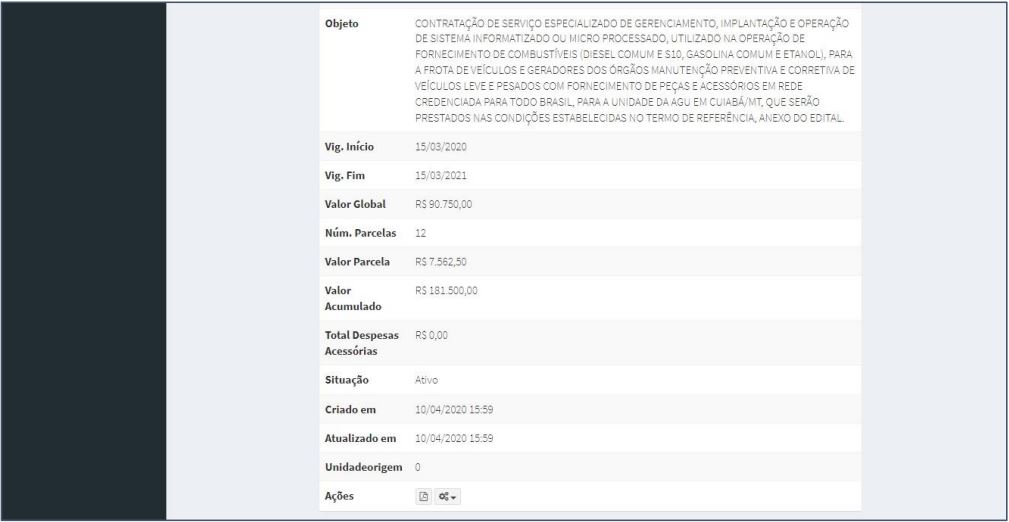 Objeto CONTRATAÇÃO DE SERVIÇO ESPECIALIZADO DE GERENCIAMENTO, IMPLANTAÇÃO E OPERAÇÃO
DE SISTEMA INFORMATIZADO OU MICRO PROCESSADO, UTILIZADO NA OPERAÇÃO DE
FORNECIMENTO DE COMBUSTÍVEIS (DIESEL COMUM E S10, GASOLINA COMUM E ETANOL), PARA
A FROTA DE VEÍCULOS E GERADORES DOS ÓRGÃOS MANUTENÇÃO PREVENTIVA E CORRETIVA DE
VEÍCULOS LEVE E PESADOS COM FORNECIMENTO DE PEÇAS E ACESSÓRIOS EM REDE
CREDENCIADA PARA TODO BRASIL, PARA A UNIDADE DA AGU EM CUIABÁ/MT, QUE SERÃO
PRESTADOS NAS CONDIÇÕES ESTABELECIDAS NO TERMO DE REFERÊNCIA, ANEXO DO EDITAL.
Vig. Início 15/03/2020
Vig. Fim 15/03/2021
Valor Global R$ 90.750,00
Núm. Parcelas 12
Valor Parcela R$ 7.562,50
Valor R$ 181.500,00
Acumulado
Total Despesas R$ 0,00
Acessórias
Situação Ativo
Criado em 10/04/2020 15:59
Atualizado em 10/04/2020 15:59
Unidadeorigem 0
Ações